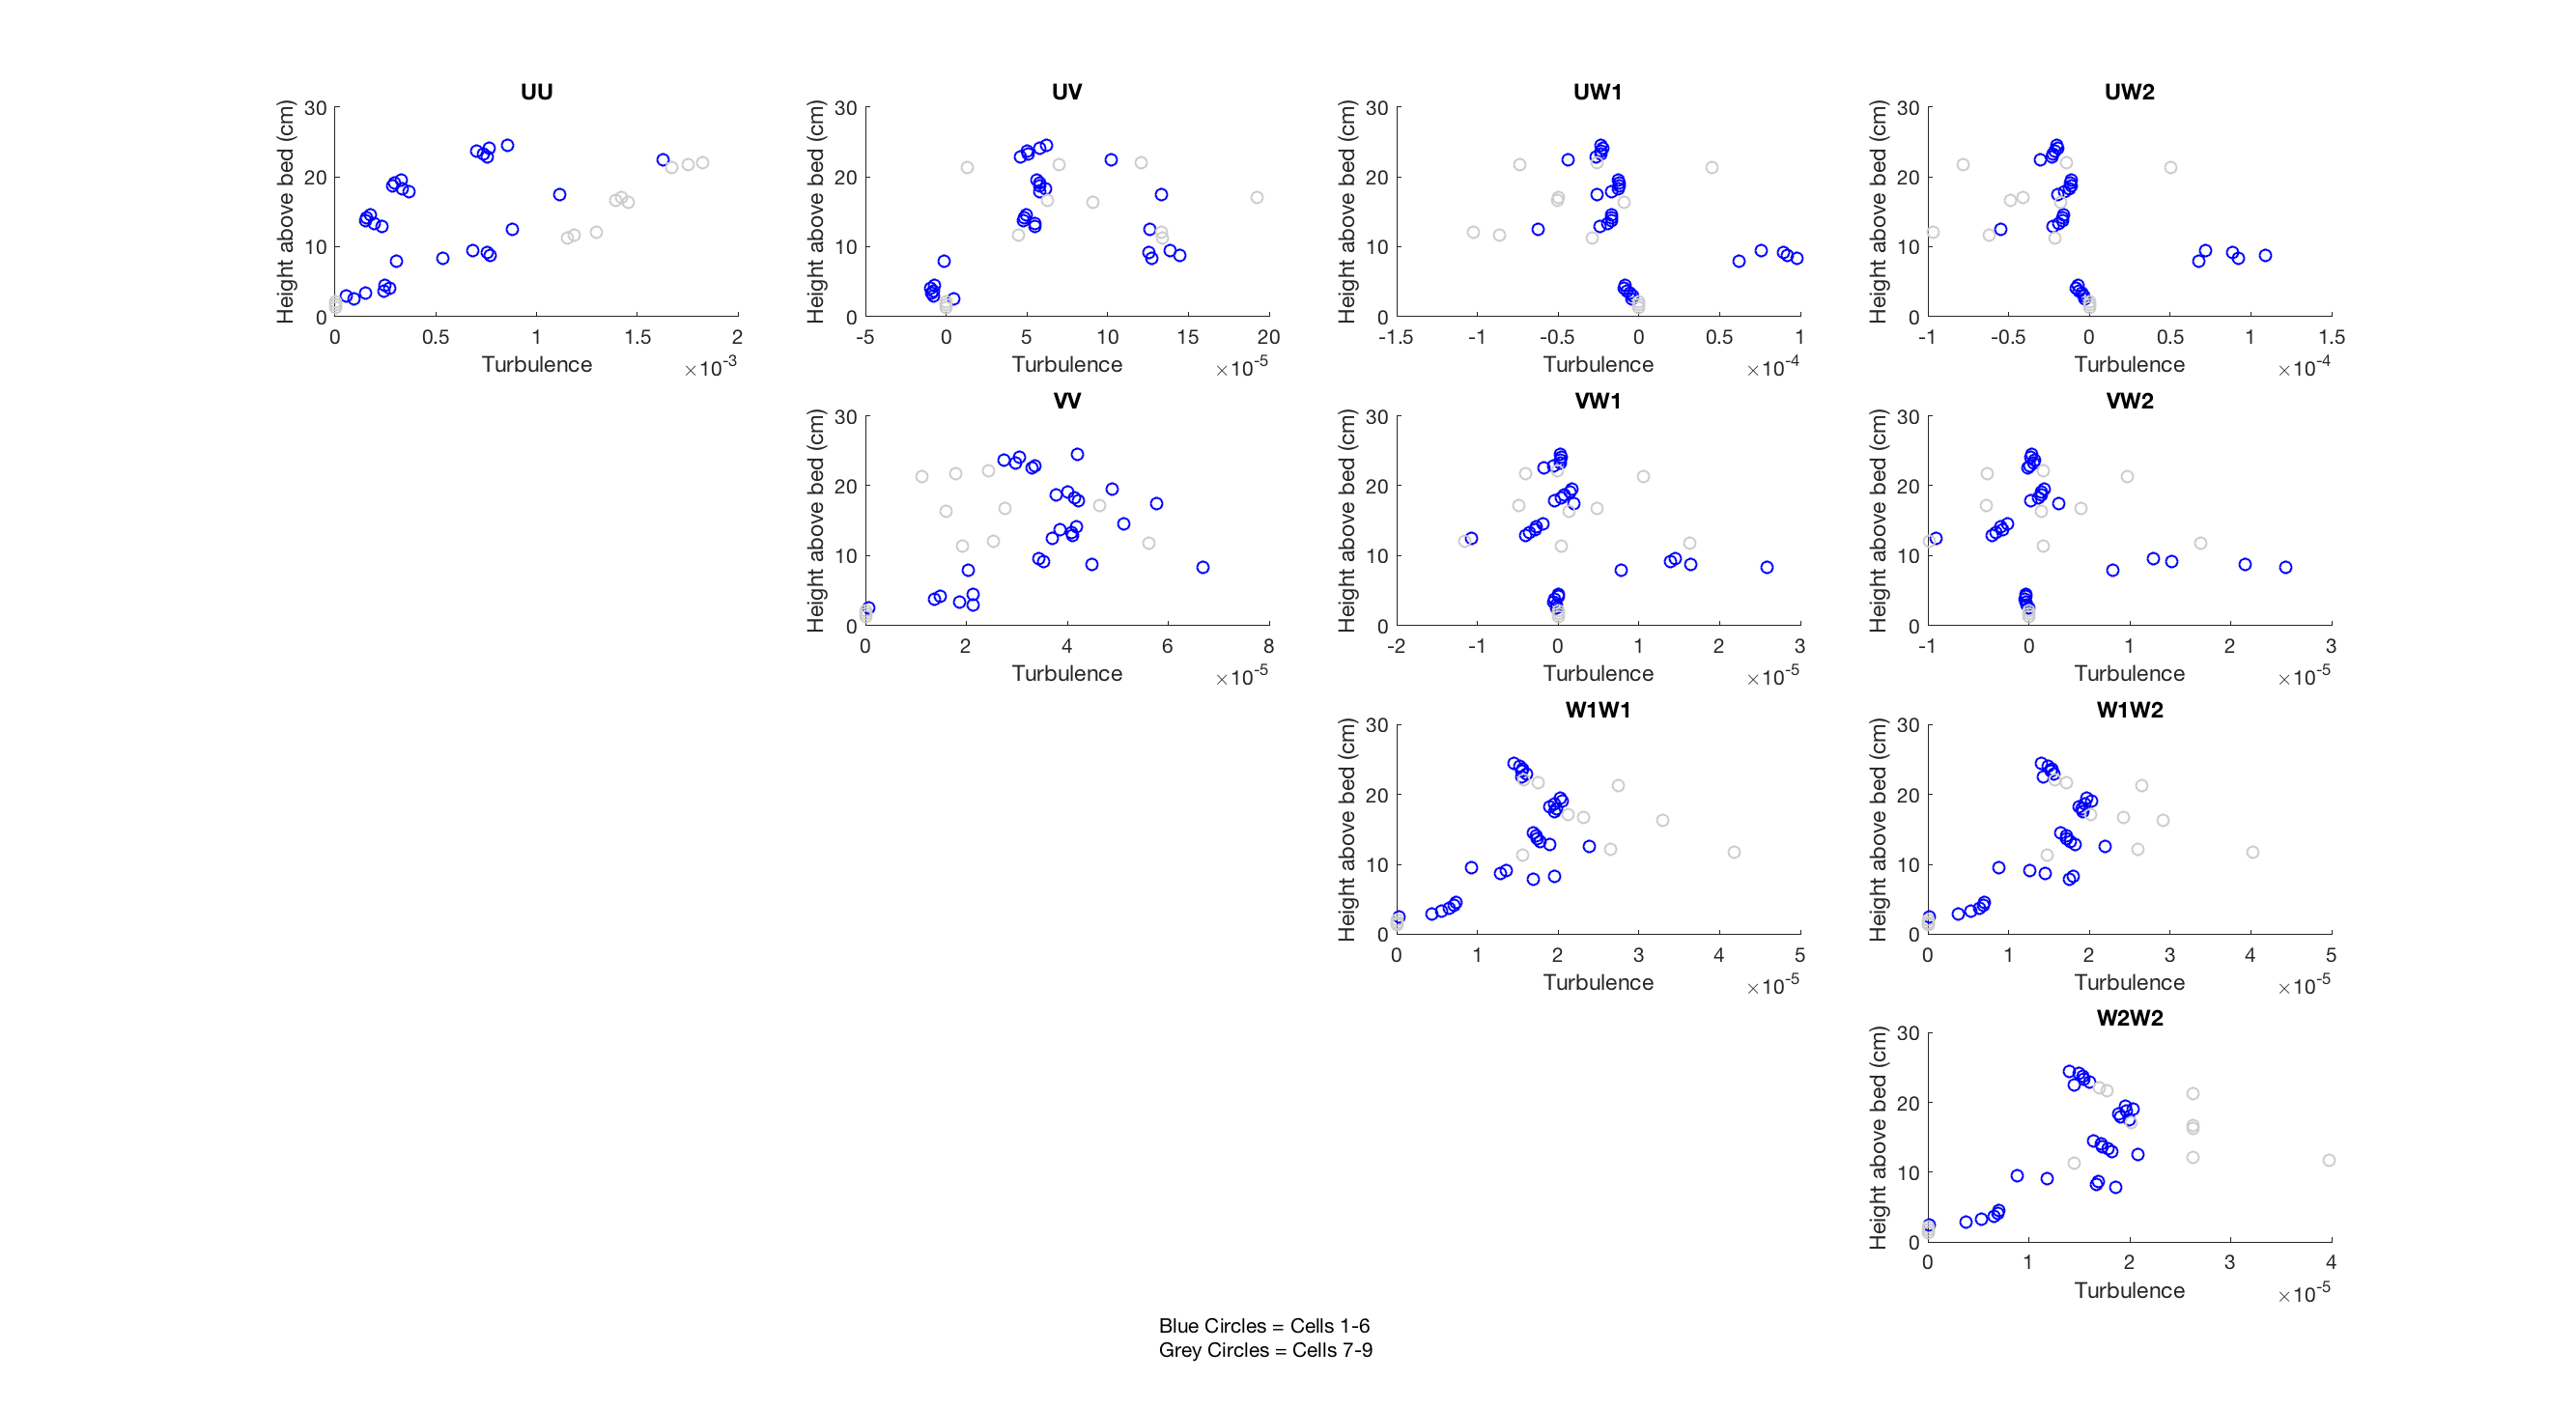 UU
UV
UW1
UW2
Height above bed (cm)
30
20
10
0
0 0.5 1 1.5 2
Turbulence
×10-3
Height above bed (cm)
30
20
10
0
-5 0 5 10 15 20
Turbulence
×10-5
Height above bed (cm)
30
20
10
0
-1.5 -1 -0.5 0 0.5 1
Turbulence
×10-4
Height above bed (cm)
30
20
10
0
-1 -0.5 0 0.5 1 1.5
Turbulence
×10-4
VV
VW1
VW2
Height above bed (cm)
30
20
10
0
0 2 4 6 8
Turbulence
×10-5
Height above bed (cm)
30
20
10
0
-2 -1 0 1 2 3
Turbulence
×10-5
Height above bed (cm)
30
20
10
0
-1 0 1 2 3
Turbulence
×10-5
W1W1
W1W2
Height above bed (cm)
30
20
10
0
0 1 2 3 4 5
Turbulence
×10-5
Height above bed (cm)
30
20
10
0
0 1 2 3 4 5
Turbulence
×10-5
W2W2
Height above bed (cm)
30
20
10
0
0 1 2 3 4
Turbulence
×10-5
Blue Circles = Cells 1-6
Grey Circles = Cells 7-9